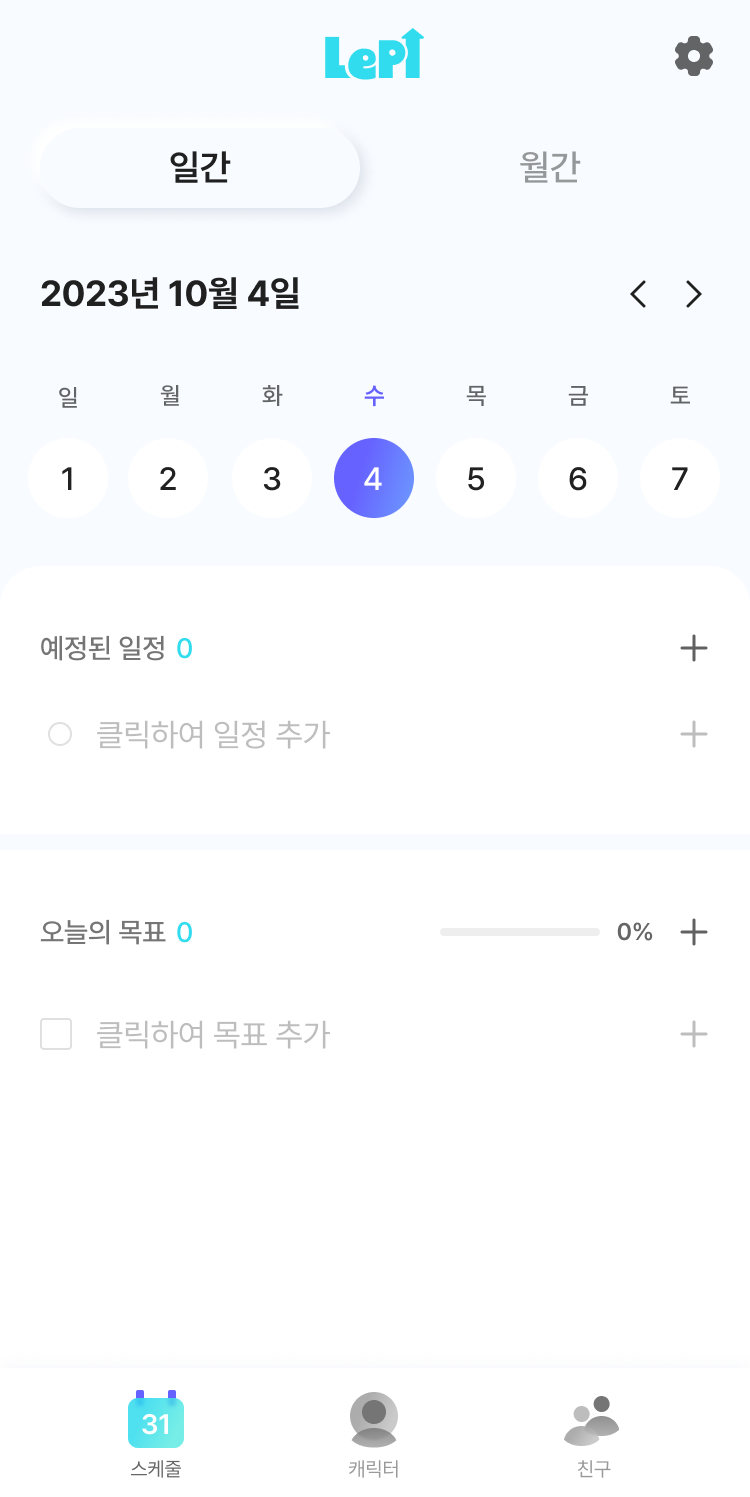 LePI
일간 월간
2023년 10월 4일
일 월 화 수 목 금 토
1 2 3 4 5 6 7
예정된 일정 0
클릭하여 일정 추가
오늘의 목표 0 0%
클릭하여 목표 추가
31
스케줄 캐릭터 친구